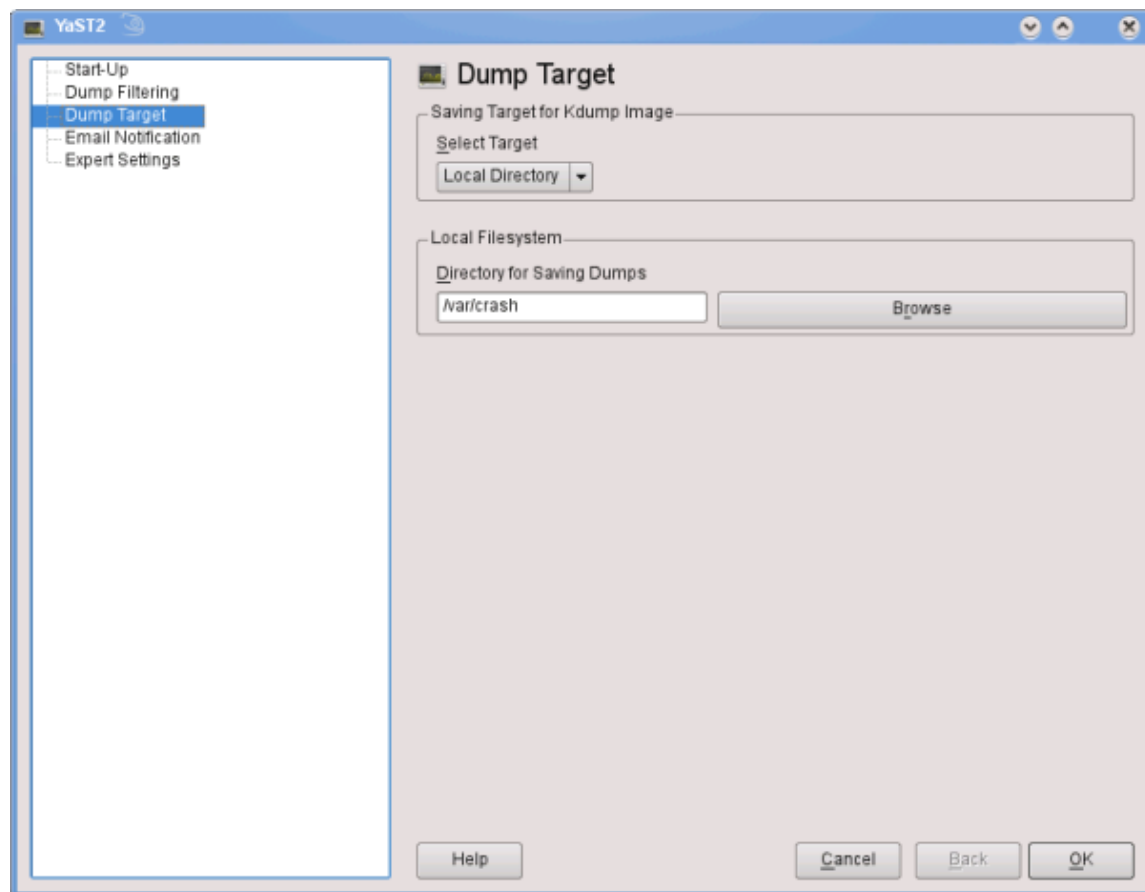 YaST2
Start-Up
Dump Filtering
Dump Target
Email Notification
Expert Settings
Dump Target
Saving Target for Kdump Image
Select Target
Local Directory
Local Filesystem
Directory for Saving Dumps
/var/crash
Browse
Help
Cancel
Back
OK